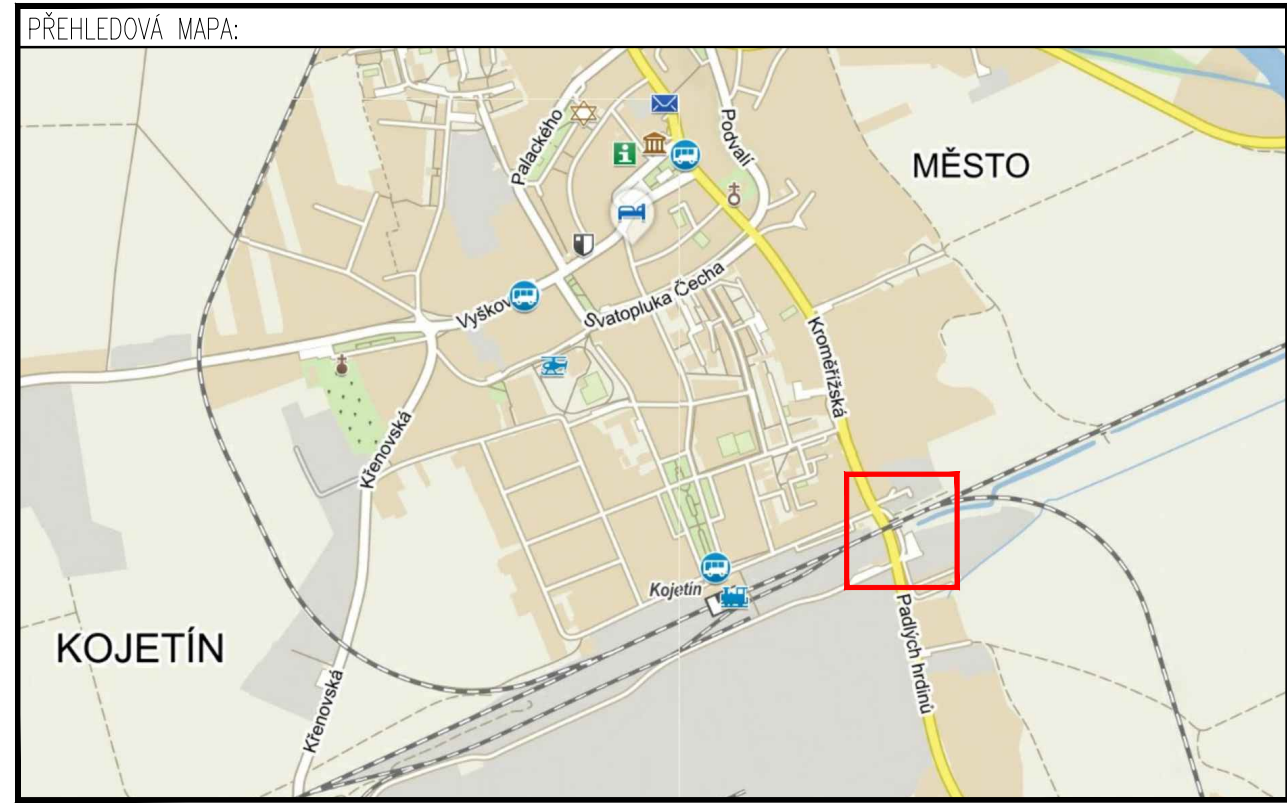 PŘEHLEDOVÁ MAPA:
Palackého
Podvalí
MĚSTO
i
Vyškov
Svatopluka Čecha
Kroměřížská
Křenovská
Kojetín
Padlých hrdinů
KOJETÍN
Křenovská